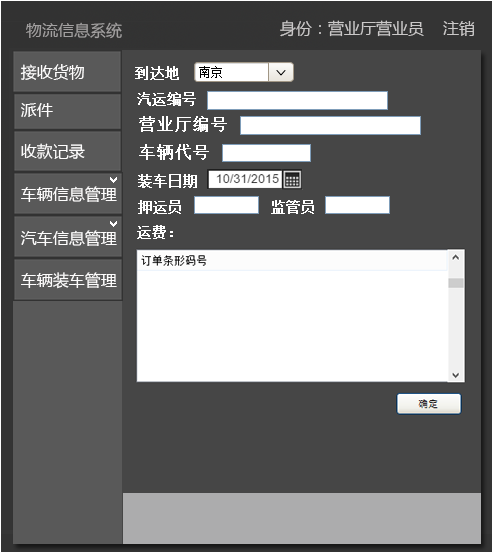 物流信息系统
身份：营业厅营业员 注销
接收货物
派件
收款记录
车辆信息管理
汽车信息管理
车辆装车管理
到达地 南京
汽运编号
营业厅编号
车辆代号
装车日期 10/31/2015
押运员 监管员
运费：
订单条形码号
确定